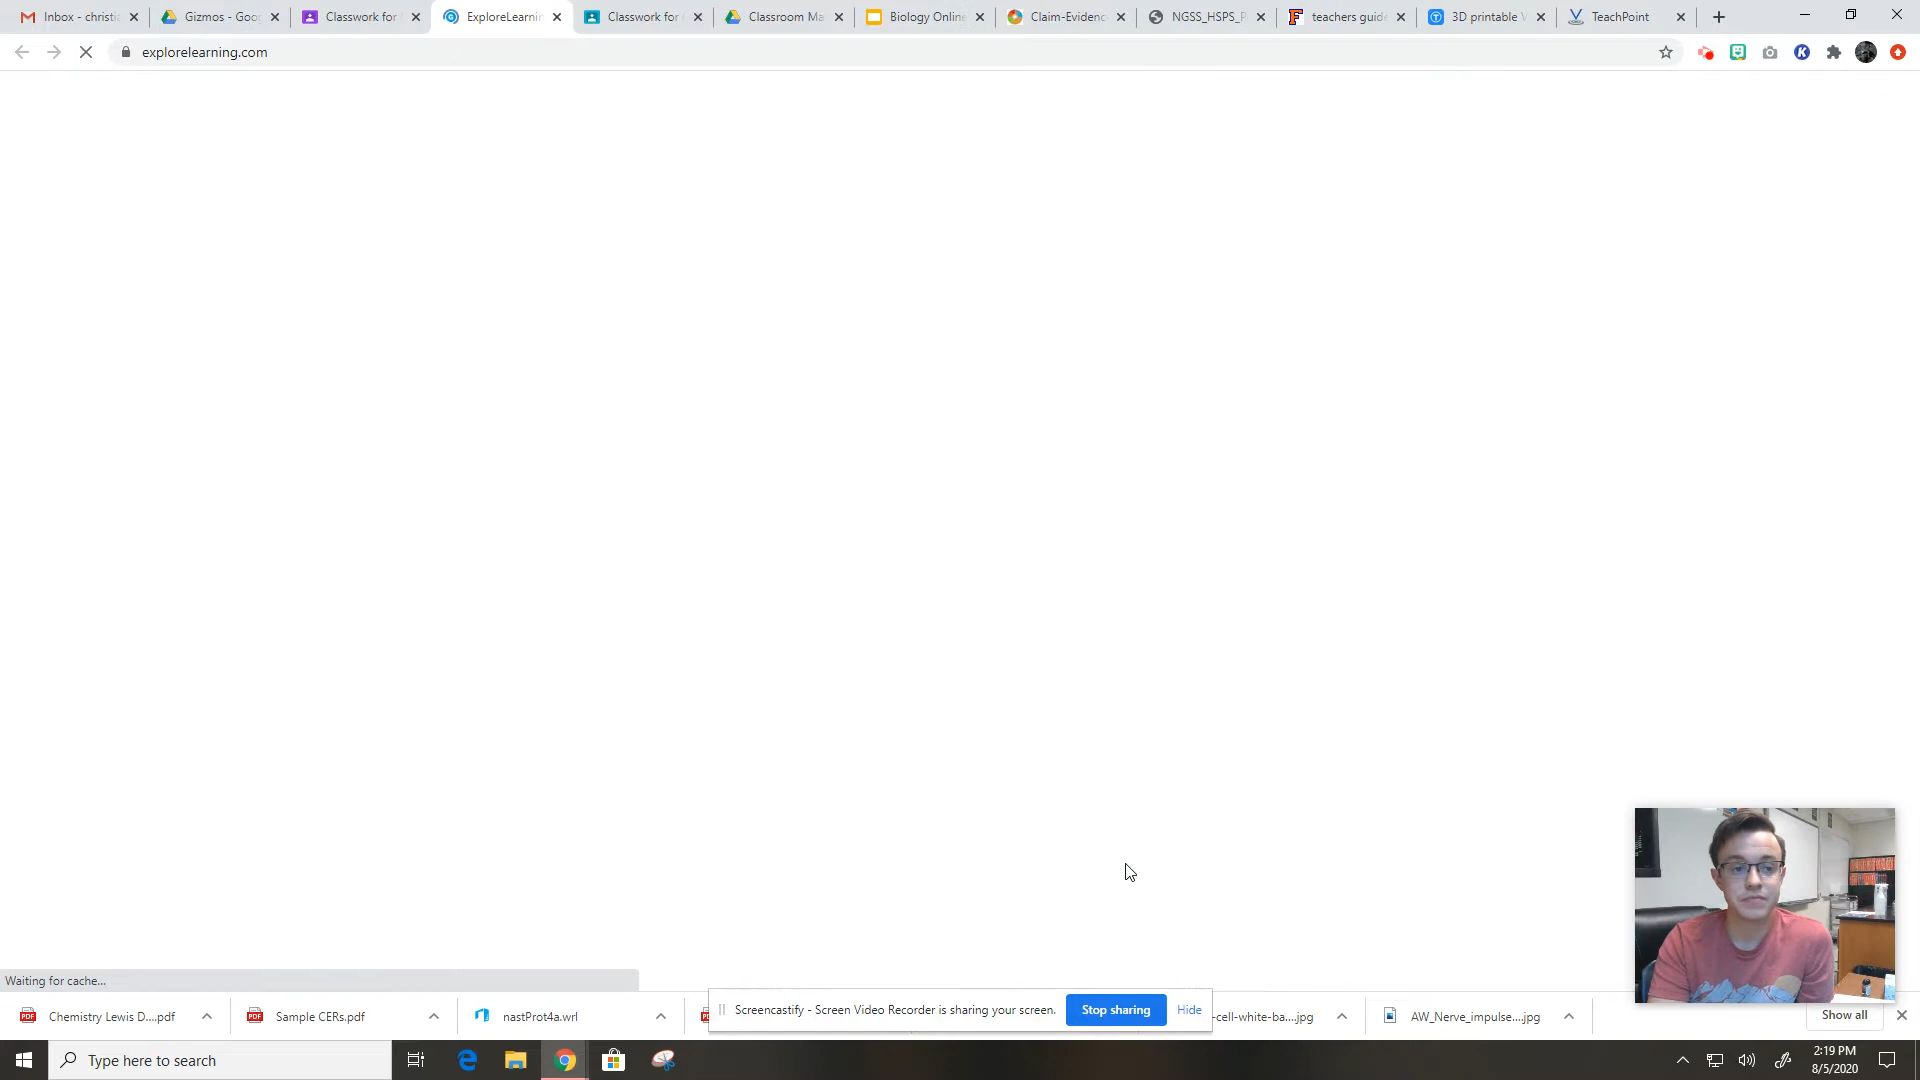 Inbox - christi
Gizmos - Goo
Classwork for
ExploreLearnin
Classwork for
Classroom Ma
Biology Online
Claim-Evidenc
NGSS_HSPS_P
teachers guid
3D printable V
TeachPoint
explorelearning.com
Waiting for cache...
Chemistry Lewis D....pdf
Sample CERs.pdf
nastProt4a.wrl
Screencastify - Screen Video Recorder is sharing your screen.
Stop sharing
Hide
-cell-white-ba....jpg
AW_Nerve_impulse....jpg
Show all
Type here to search
2:19 PM
8/5/2020